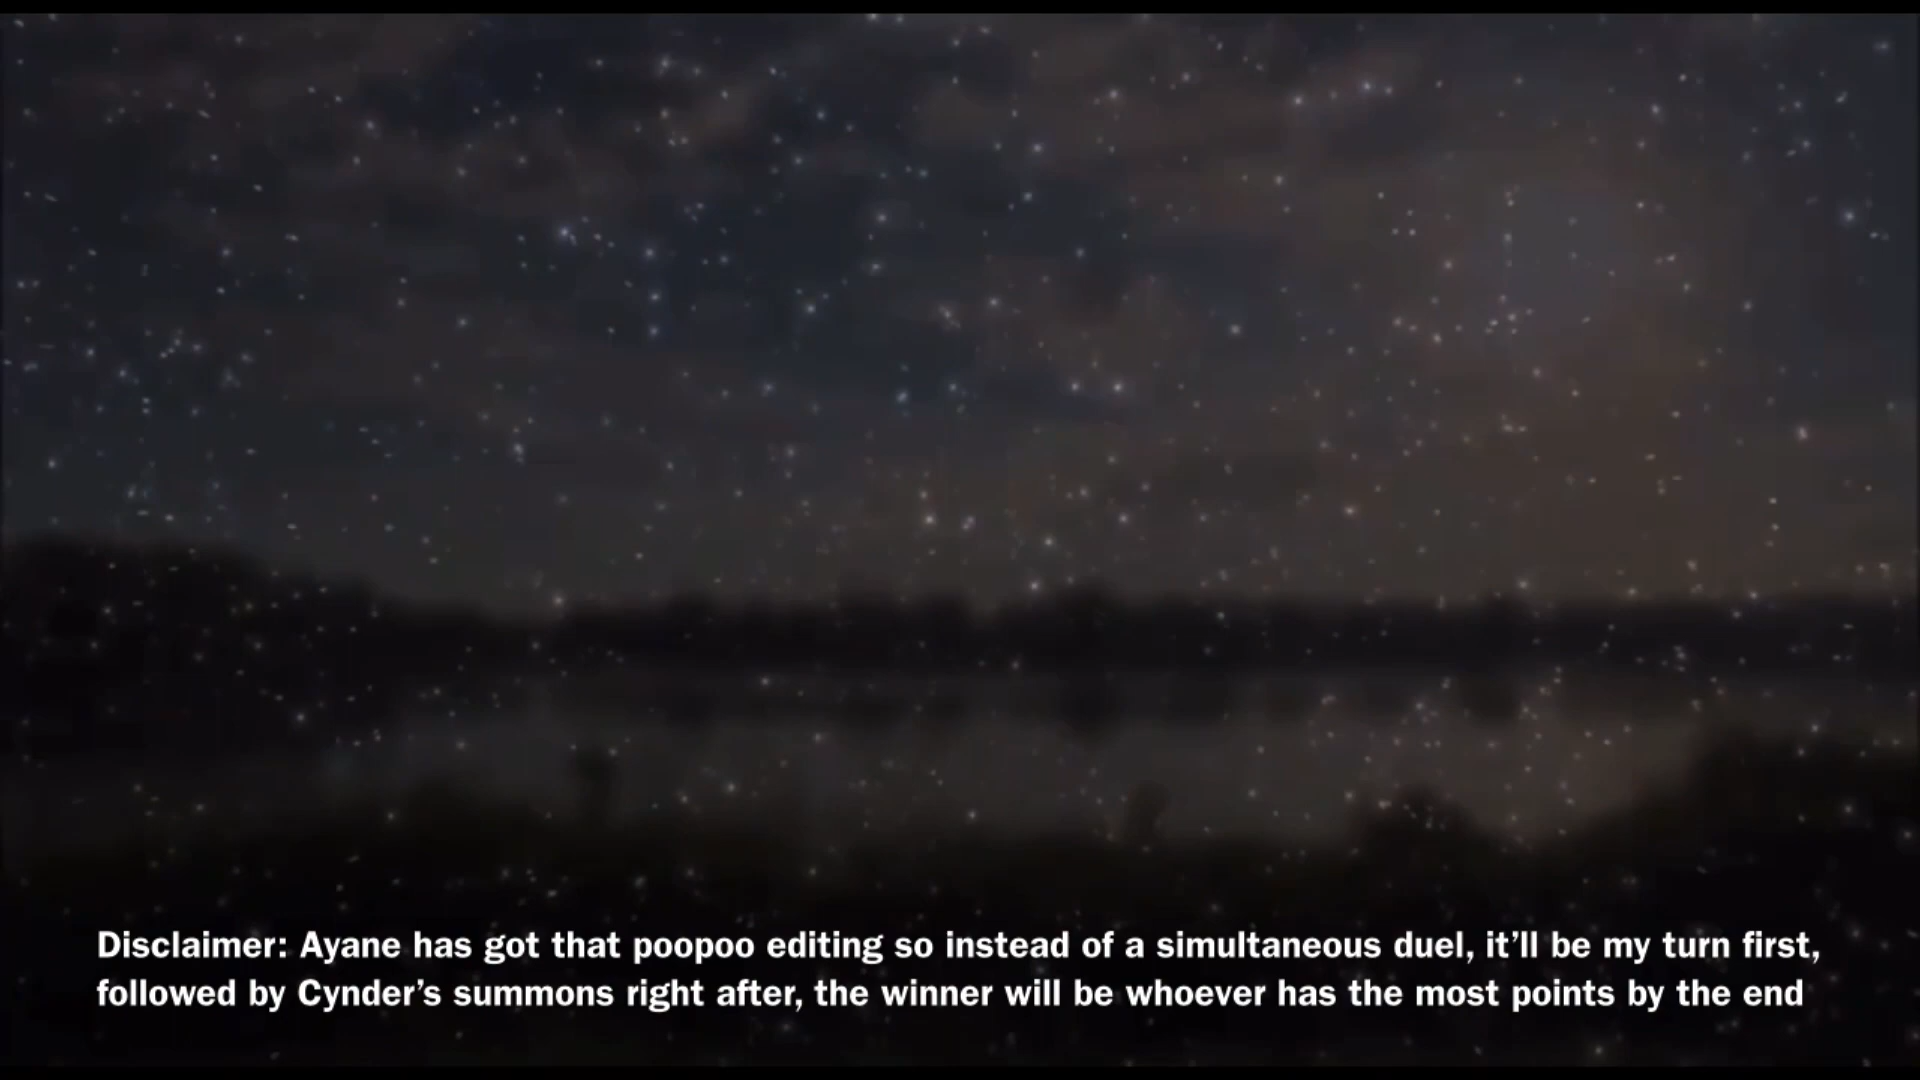 Disclaimer: Ayane has got that poopoo editing so instead of a simultaneous duel, it’ll be my turn first,
followed by Cynder’s summons right after, the winner will be whoever has the most points by the end